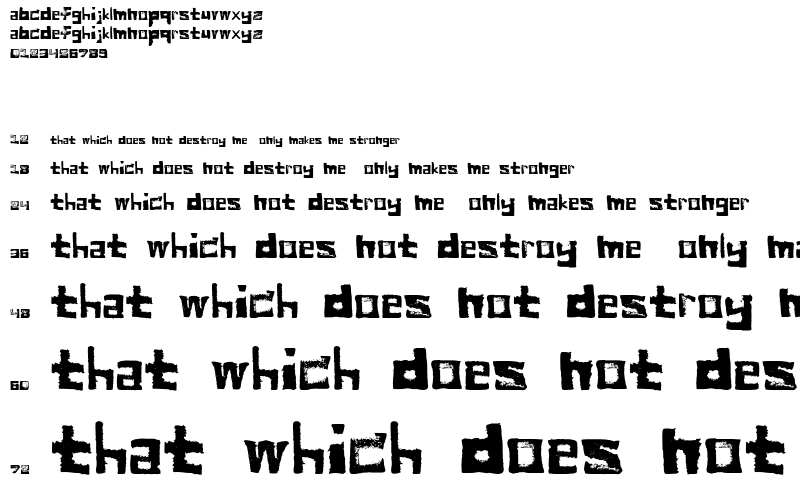 abcdefghijklmnopqrstuvwxyz
abcdefghijklmnopqrstuvwxyz
0123456789
12 that which does not destroy me only makes me stronger
18 that which does not destroy me only makes me stronger
24 that which does not destroy me only makes me stronger
36 that which does not destroy me only ma
48 that which does not destroy m
60 that which does not des
72 that which does not